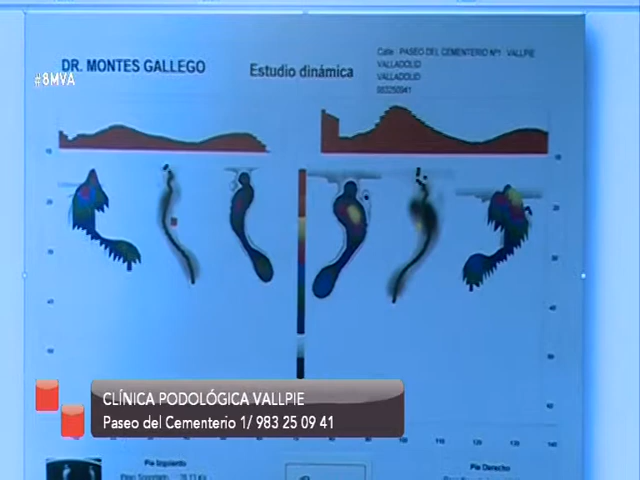 DR. MONTES GALLEGO
Estudio dinámica
Calle : PASEO DEL CEMENTERIO Nº1 VALLPIE
VALLADOLID
VALLADOLID
983250941
#8MVA
CLÍNICA PODOLÓGICA VALLPIE
Paseo del Cementerio 1/ 983 25 09 41
Pie Izquierdo
Pie Derecho